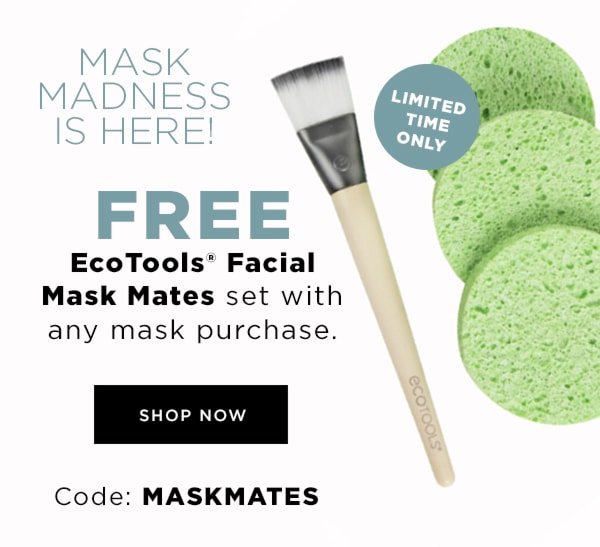 MASK
MADNESS
IS HERE!
LIMITED
TIME
ONLY
FREE
EcoTools® Facial
Mask Mates set with
any mask purchase.
SHOP NOW
Code: MASKMATES
ecoTOOLS®